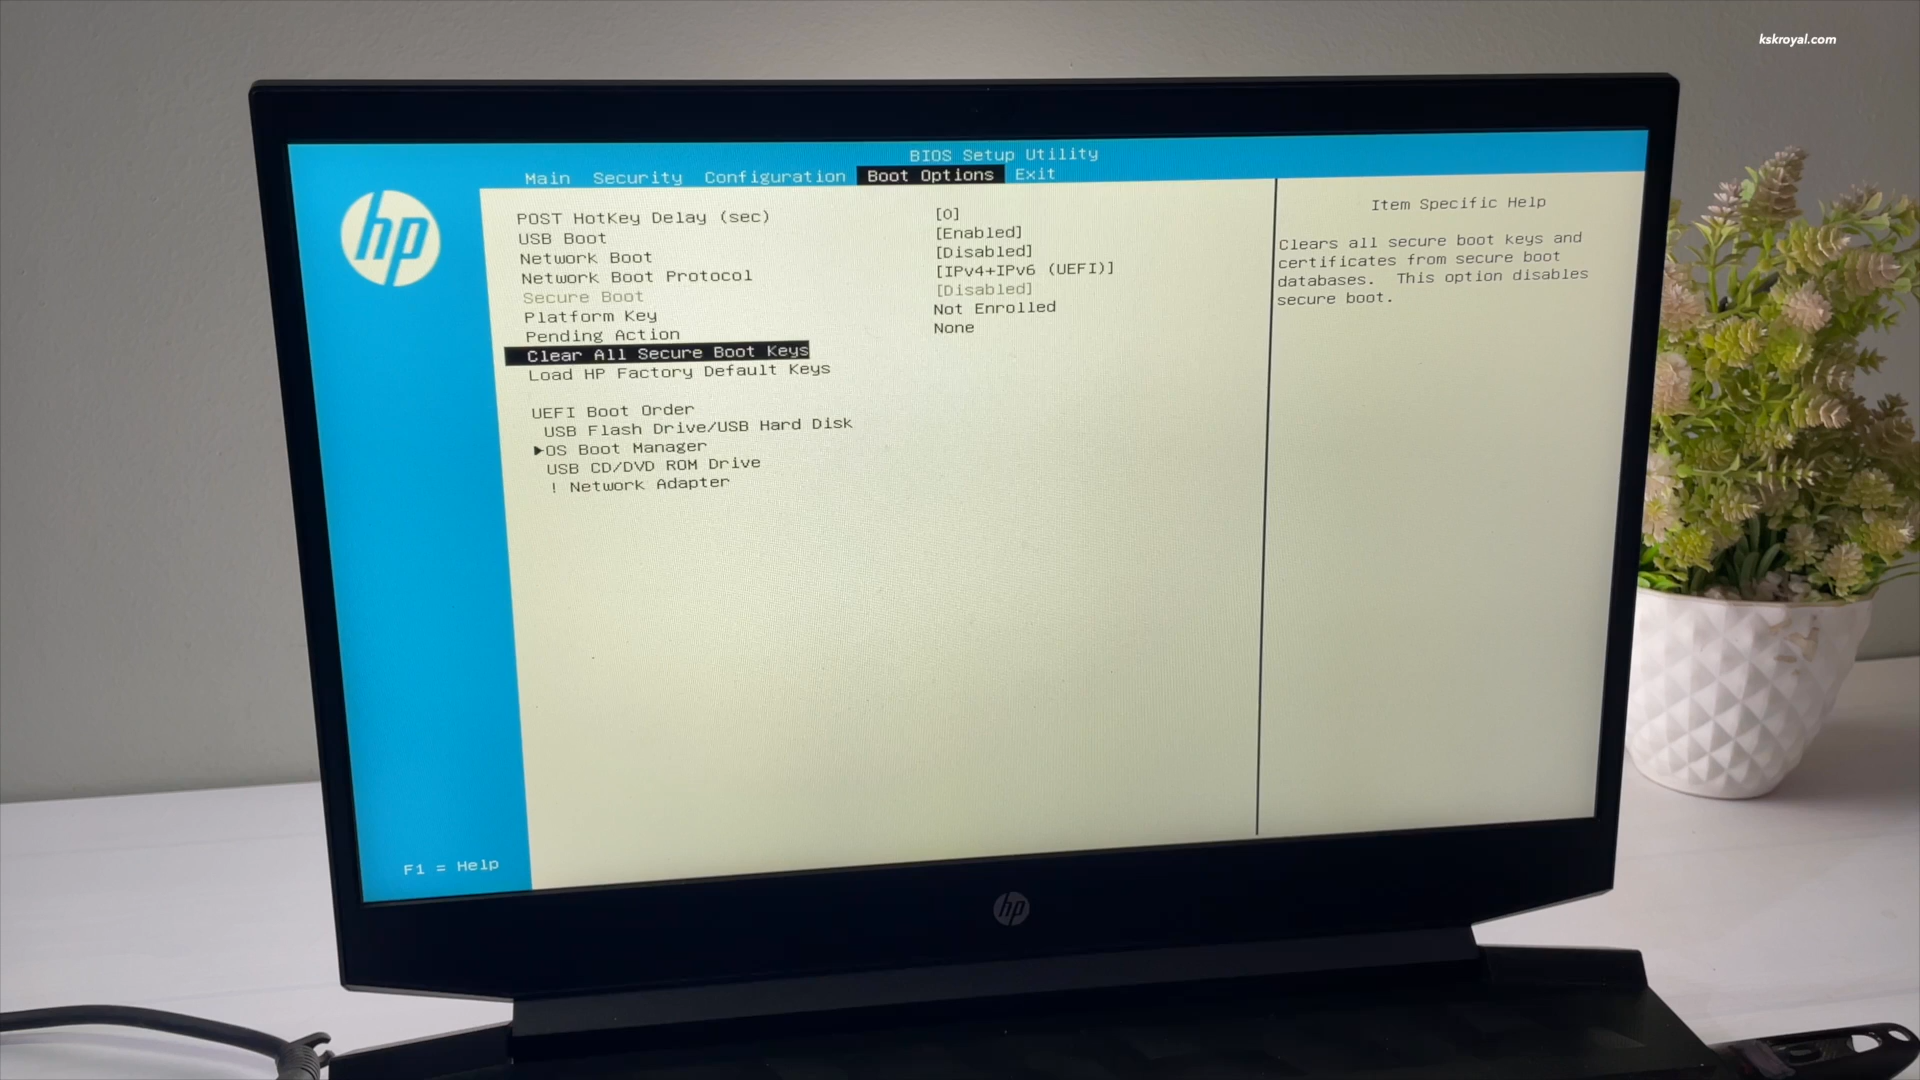 kskroyal.com
BIOS Setup Utility
Main Security Configuration Boot Options Exit
hp
POST HotKey Delay (sec) [0]
USB Boot [Enabled]
Network Boot [Disabled]
Network Boot Protocol [IPv4+IPv6 (UEFI)]
Secure Boot [Disabled]
Platform Key Not Enrolled
Pending Action None
Clear All Secure Boot Keys
Load HP Factory Default Keys
UEFI Boot Order
USB Flash Drive/USB Hard Disk
▶OS Boot Manager
USB CD/DVD ROM Drive
! Network Adapter
Item Specific Help
Clears all secure boot keys and
certificates from secure boot
databases. This option disables
secure boot.
F1 = Help
hp